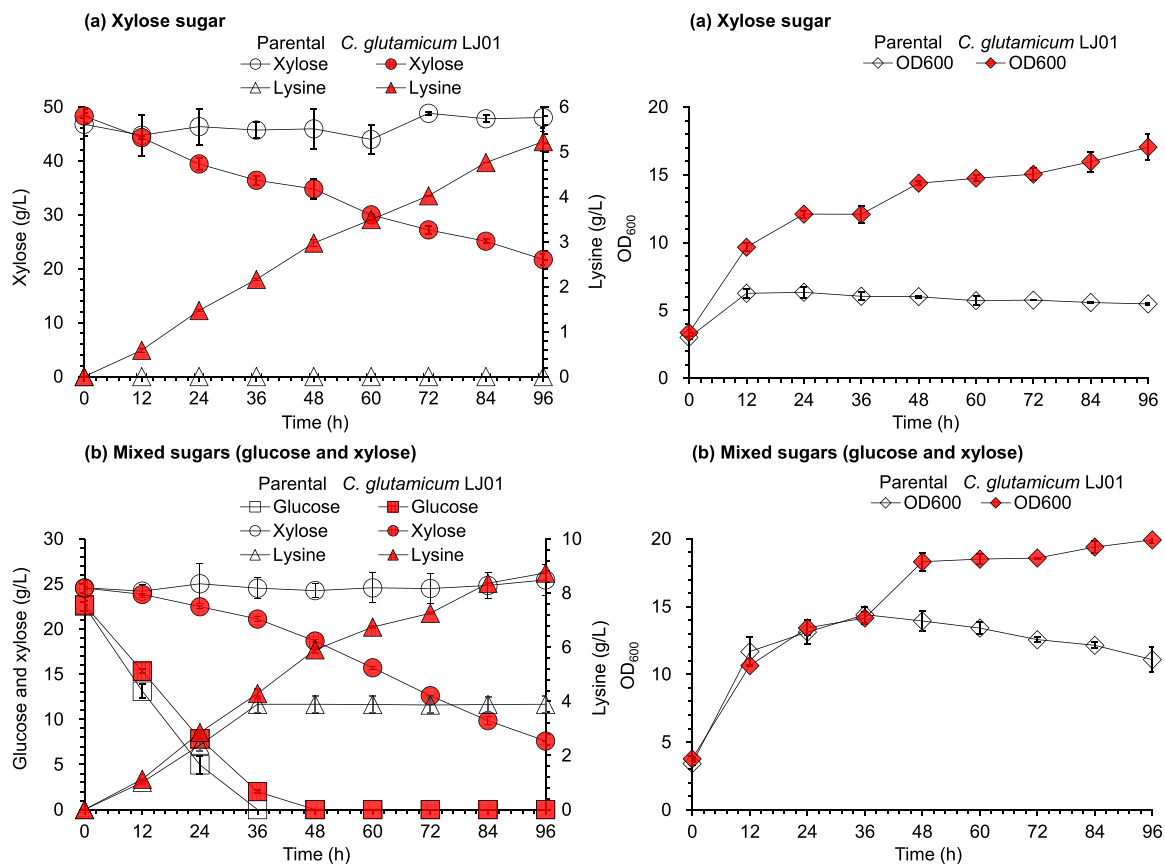 (a) Xylose sugar
Parental C. glutamicum LJ01
Xylose Xylose
Lysine Lysine
Xylose (g/L)
50
40
30
20
10
0
6
5
4
3
2
1
0
Lysine (g/L)
0 12 24 36 48 60 72 84 96
Time (h)
(a) Xylose sugar
Parental C. glutamicum LJ01
OD600 OD600
OD600
20
15
10
5
0
0 12 24 36 48 60 72 84 96
Time (h)
(b) Mixed sugars (glucose and xylose)
Parental C. glutamicum LJ01
Glucose Glucose
Xylose Xylose
Lysine Lysine
Glucose and xylose (g/L)
30
25
20
15
10
5
0
10
8
6
4
2
0
Lysine (g/L)
0 12 24 36 48 60 72 84 96
Time (h)
(b) Mixed sugars (glucose and xylose)
Parental C. glutamicum LJ01
OD600 OD600
OD600
20
15
10
5
0
0 12 24 36 48 60 72 84 96
Time (h)